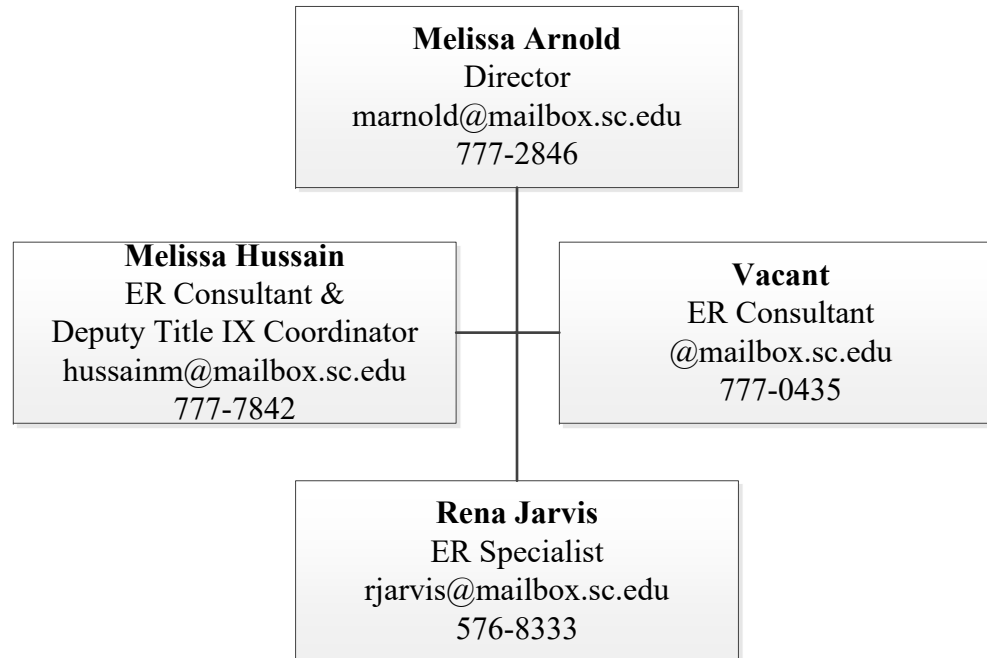 Melissa Arnold
Director
marnold@mailbox.sc.edu
777-2846
Melissa Hussain
ER Consultant &
Deputy Title IX Coordinator
hussainm@mailbox.sc.edu
777-7842
Vacant
ER Consultant
@mailbox.sc.edu
777-0435
Rena Jarvis
ER Specialist
rjarvis@mailbox.sc.edu
576-8333